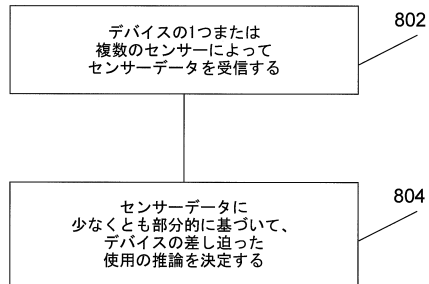 デバイスの1つまたは
複数のセンサーによって
センサーデータを受信する
802
センサーデータに
少なくとも部分的に基づいて、
デバイスの差し迫った
使用の推論を決定する
804